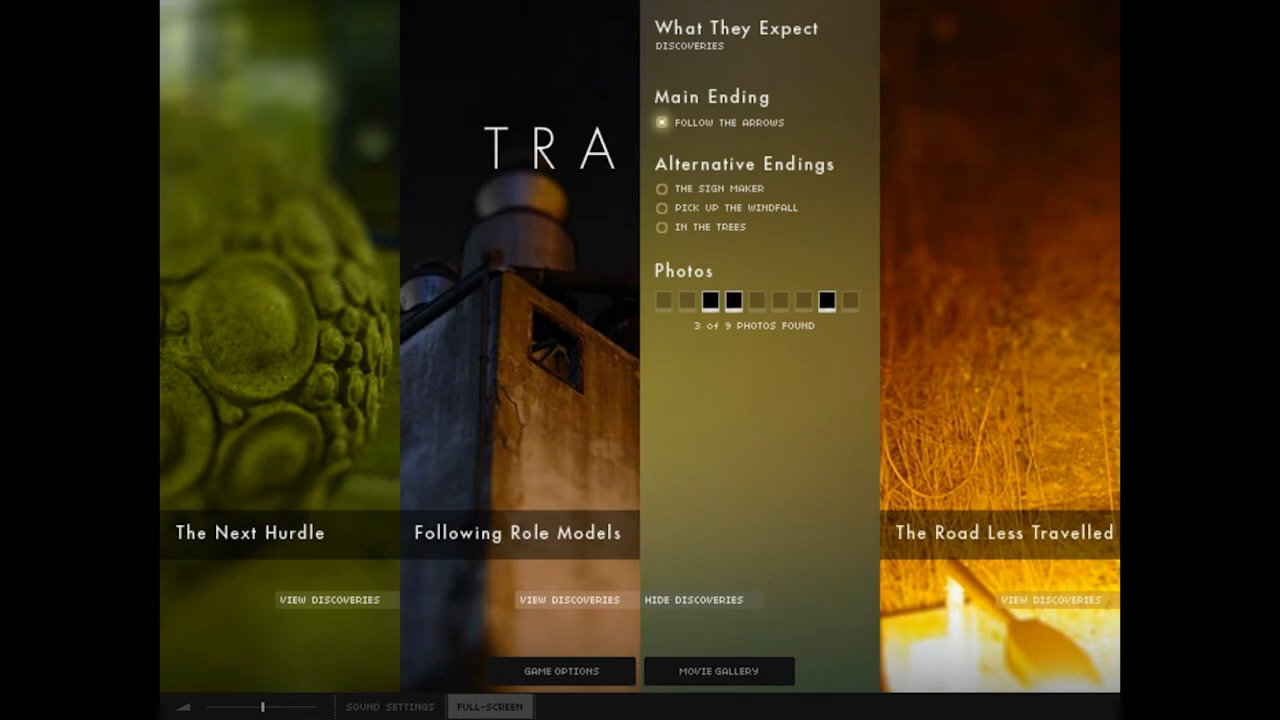 What They Expect
DISCOVERIES
Main Ending
FOLLOW THE ARROWS
TRA
Alternative Endings
THE SIGN MAKER
PICK UP THE WINDFALL
IN THE TREES
Photos
3 of 9 PHOTOS FOUND
The Next Hurdle
Following Role Models
The Road Less Travelled
VIEW DISCOVERIES
VIEW DISCOVERIES
HIDE DISCOVERIES
VIEW DISCOVERIES
GAME OPTIONS
MOVIE GALLERY
SOUND SETTINGS
FULL-SCREEN